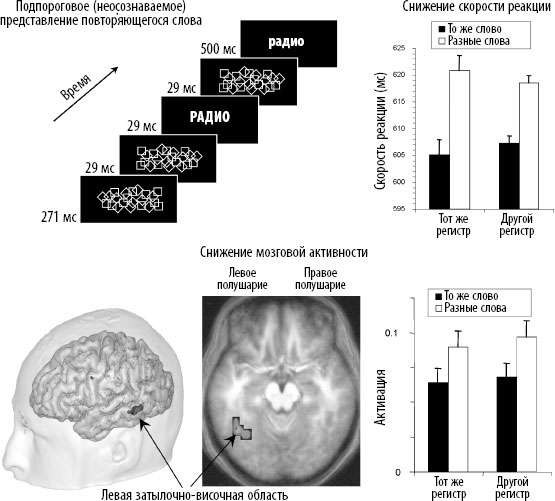 Подпороговое (неосознаваемое)
представление повторяющегося слова
Время
271 мс
29 мс
29 мс
РАДИО
29 мс
500 мс
радио
Снижение скорости реакции
То же слово
Разные слова
Скорость реакции (мс)
625
620
615
610
605
600
595
Тот же
регистр
Другой
регистр
Снижение мозговой активности
Левое
полушарие
Правое
полушарие
Левая затылочно-височная область
То же слово
Разные слова
Активация
0.1
0
Тот же
регистр
Другой
регистр